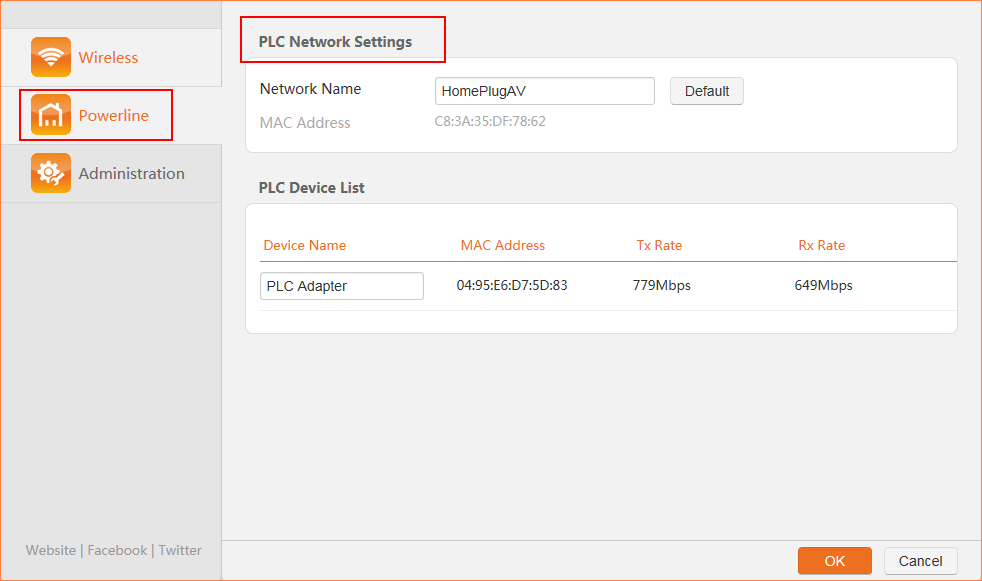 Wireless
Powerline
Administration
Website | Facebook | Twitter
PLC Network Settings
Network Name HomePlugAV Default
MAC Address C8:3A:35:DF:78:62
PLC Device List
Device Name MAC Address Tx Rate Rx Rate
PLC Adapter 04:95:E6:D7:5D:83 779Mbps 649Mbps
OK Cancel